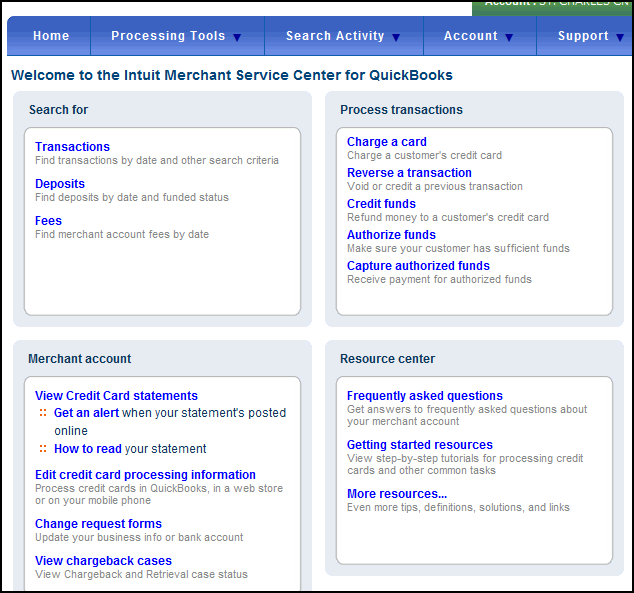 Account : ST. CHARLES CN
Home Processing Tools Search Activity Account Support
Welcome to the Intuit Merchant Service Center for QuickBooks
Search for
Transactions
Find transactions by date and other search criteria
Deposits
Find deposits by date and funded status
Fees
Find merchant account fees by date
Process transactions
Charge a card
Charge a customer's credit card
Reverse a transaction
Void or credit a previous transaction
Credit funds
Refund money to a customer's credit card
Authorize funds
Make sure your customer has sufficient funds
Capture authorized funds
Receive payment for authorized funds
Merchant account
View Credit Card statements
Get an alert when your statement's posted
online
How to read your statement
Edit credit card processing information
Process credit cards in QuickBooks, in a web store
or on your mobile phone
Change request forms
Update your business info or bank account
View chargeback cases
View Chargeback and Retrieval case status
Resource center
Frequently asked questions
Get answers to frequently asked questions about
your merchant account
Getting started resources
View step-by-step tutorials for processing credit
cards and other common tasks
More resources...
Even more tips, definitions, solutions, and links